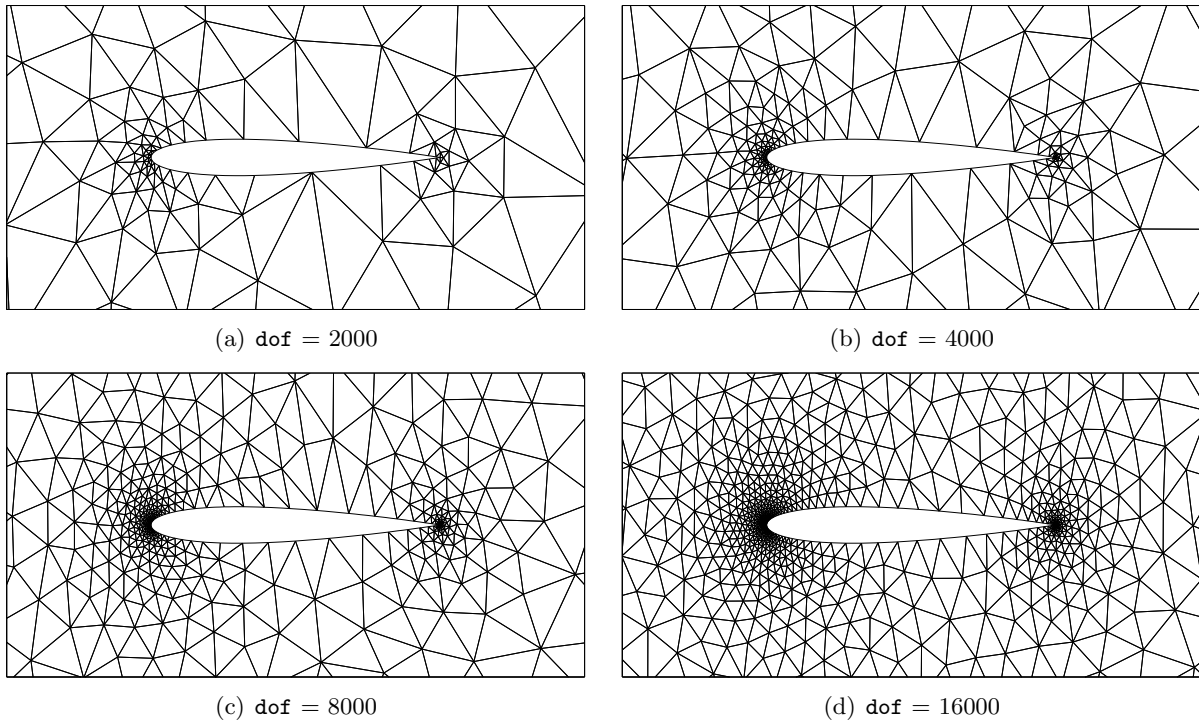 (a) dof = 2000
(b) dof = 4000
(c) dof = 8000
(d) dof = 16000